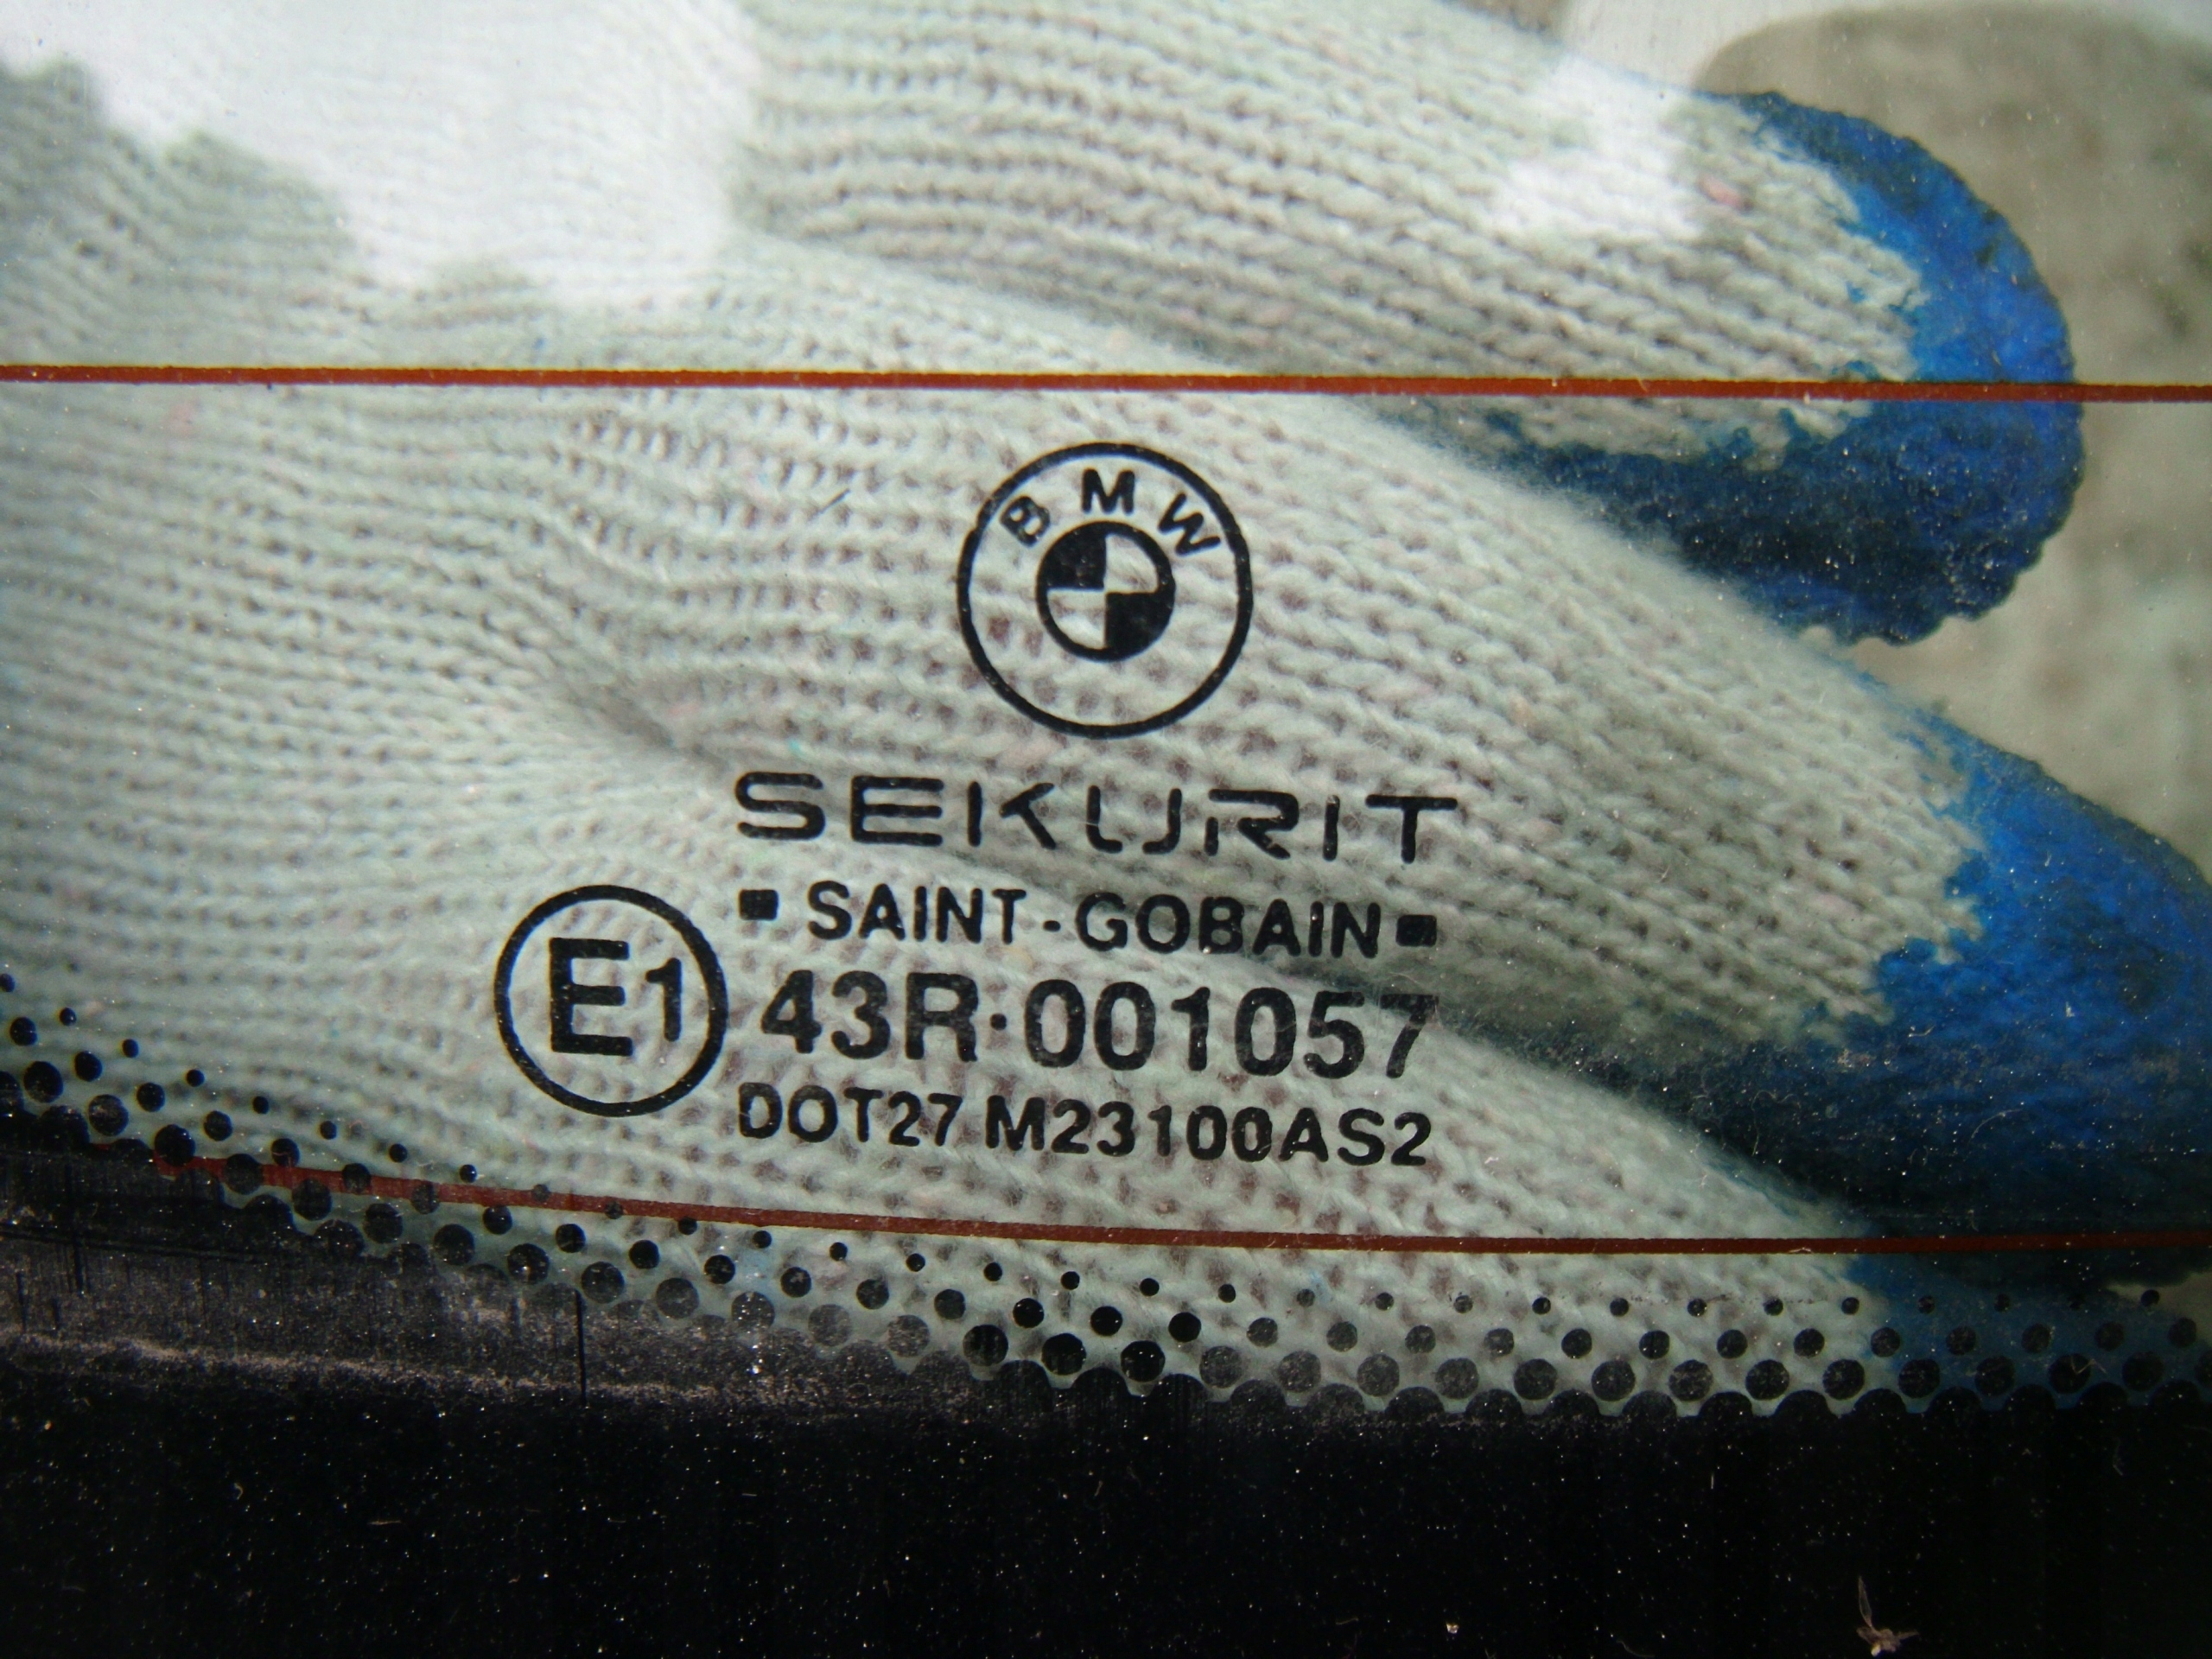 BMW
SEKURIT
SAINT-GOBAIN
E1 43R·001057
DOT27 M23100AS2